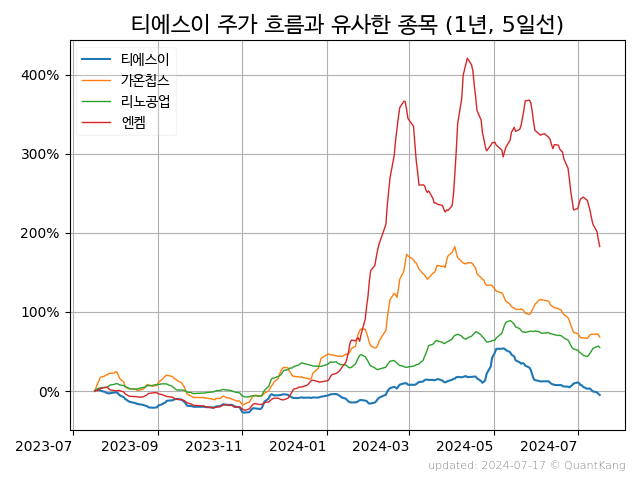 티에스이 주가 흐름과 유사한 종목 (1년, 5일선)
티에스이
가온칩스
리노공업
엔켐
400%
300%
200%
100%
0%
2023-07 2023-09 2023-11 2024-01 2024-03 2024-05 2024-07
updated: 2024-07-17 © QuantKang